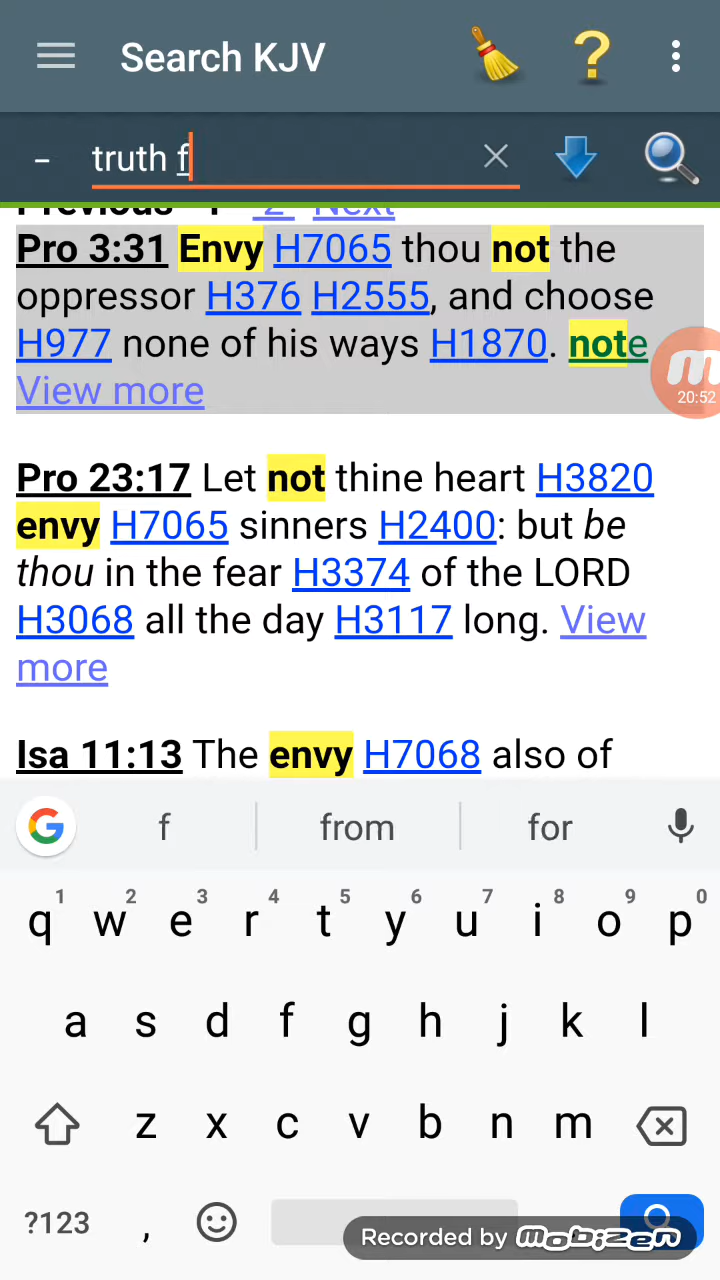 Search KJV
- truth f
Previous 1 2 Next
Pro 3:31 Envy H7065 thou not the
oppressor H376 H2555, and choose
H977 none of his ways H1870. note
View more
20:52
Pro 23:17 Let not thine heart H3820
envy H7065 sinners H2400: but be
thou in the fear H3374 of the LORD
H3068 all the day H3117 long. View
more
Isa 11:13 The envy H7068 also of
f from for
1 2 3 4 5 6 7 8 9 0
q w e r t y u i o p
a s d f g h j k l
z x c v b n m
?123 ,
Recorded by mobizen